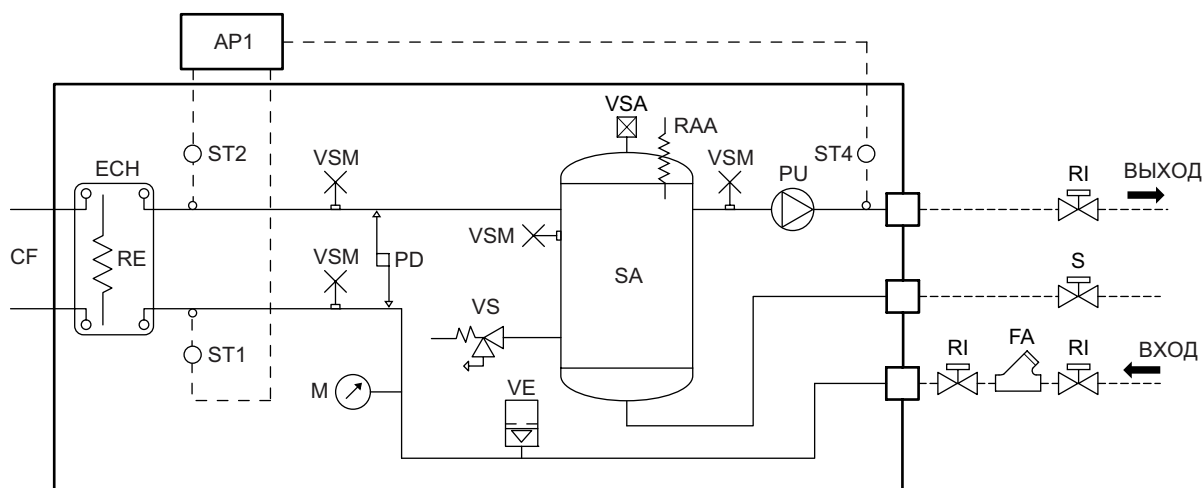 AP1
VSA
RAA
ST2
VSM
VSM
ST4
ECH
PU
RI
ВЫХОД
VSM
CF
RE
VSM
PD
SA
S
VS
ST1
RI
FA
RI
ВХОД
M
VE